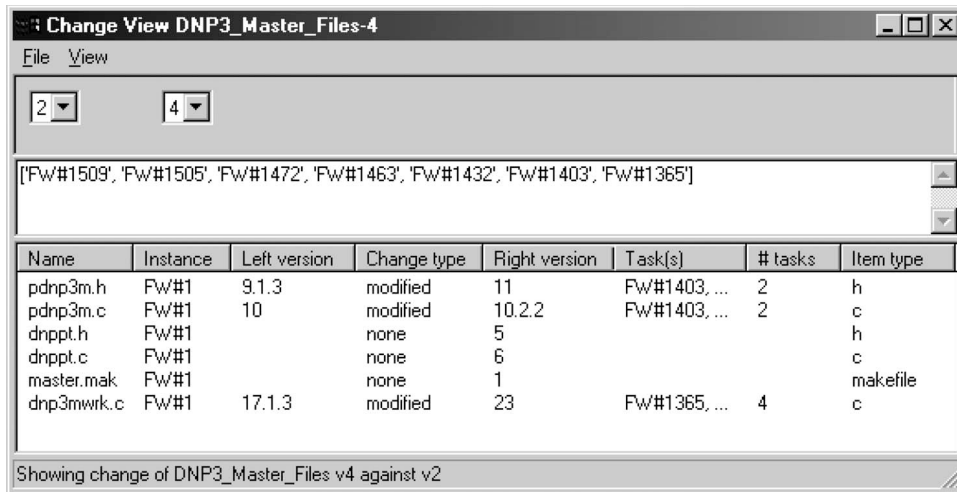 Change View DNP3_Master_Files-4
File View
2 4
['FW#1509', 'FW#1505', 'FW#1472', 'FW#1463', 'FW#1432', 'FW#1403', 'FW#1365']
Name Instance Left version Change type Right version Task(s) # tasks Item type
pdnp3m.h FW#1 9.1.3 modified 11 FW#1403, ... 2 h
pdnp3m.c FW#1 10 modified 10.2.2 FW#1403, ... 2 c
dnppt.h FW#1 none 5 h
dnppt.c FW#1 none 6 c
master.mak FW#1 none 1 makefile
dnp3mwrk.c FW#1 17.1.3 modified 23 FW#1365, ... 4 c
Showing change of DNP3_Master_Files v4 against v2